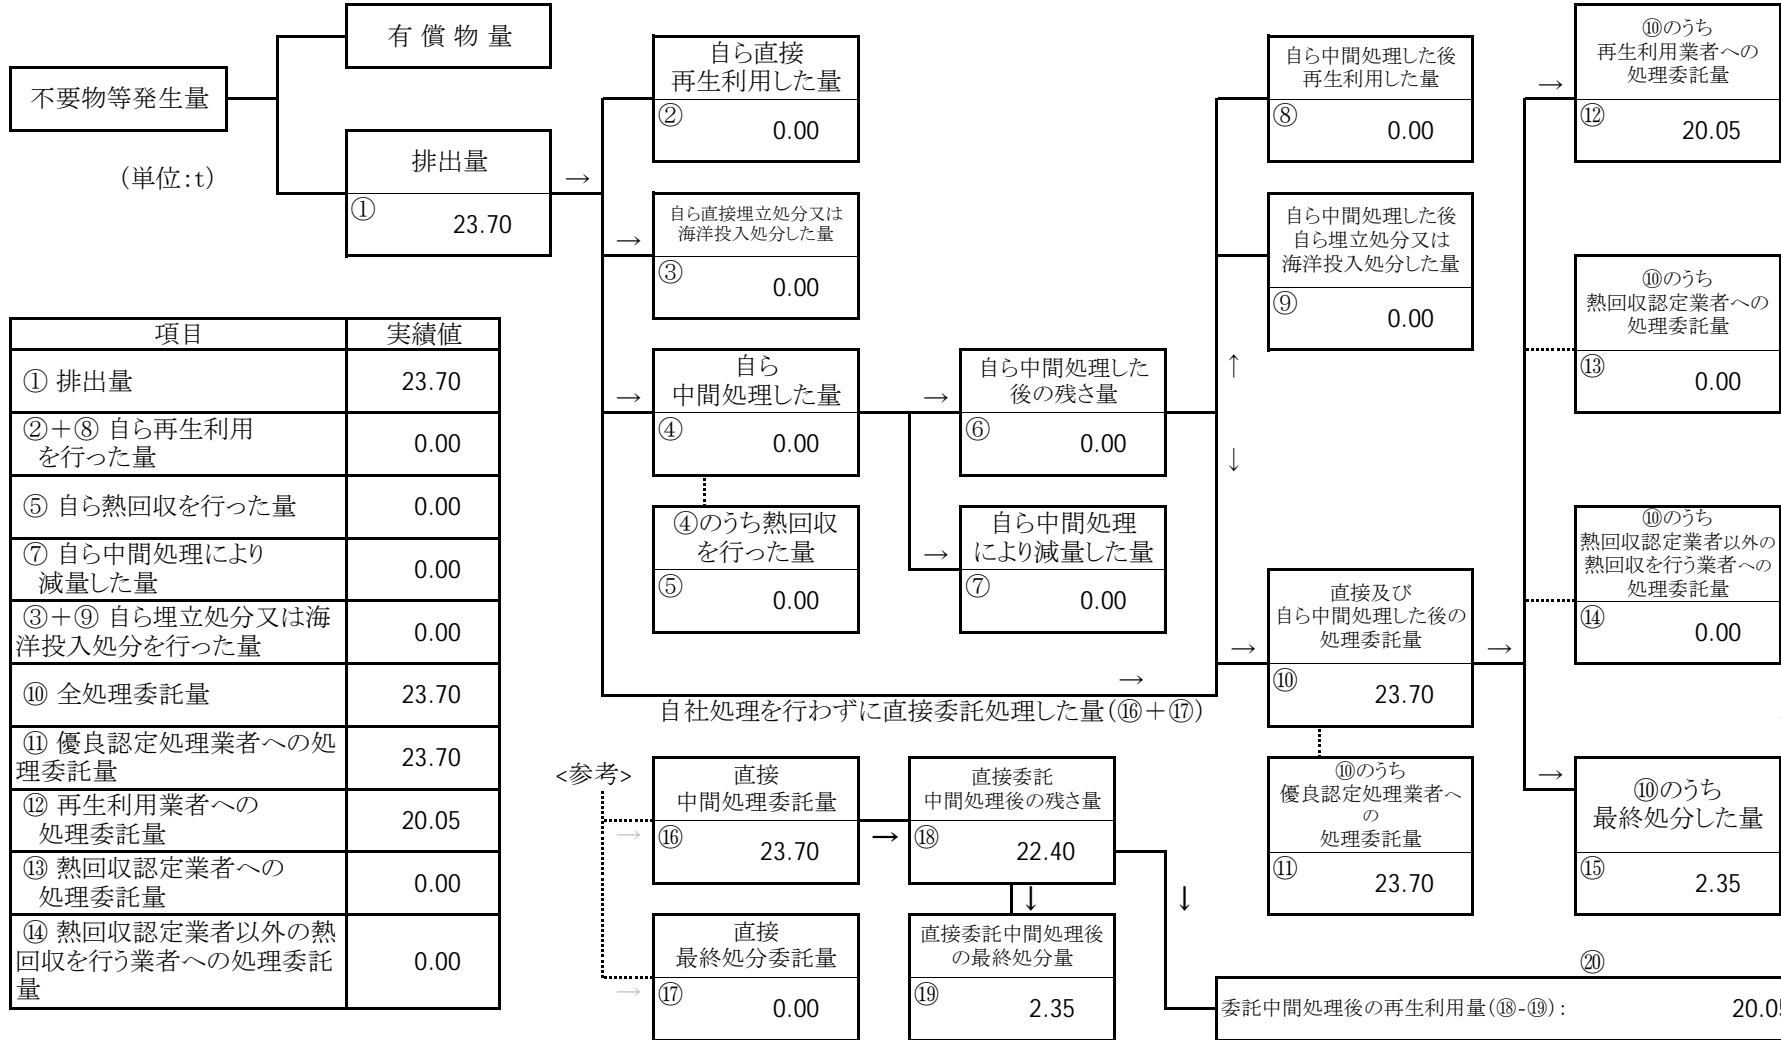 有償物量
不要物等発生量
(単位:t)
排出量
①
23.70
→
自ら直接
再生利用した量
②
0.00
→
自ら直接埋立処分又は
海洋投入処分した量
③
0.00
→
自ら
中間処理した量
④
0.00
④のうち熱回収
を行った量
⑤
0.00
→
自ら中間処理した
後の残さ量
⑥
0.00
→
自ら中間処理
により減量した量
⑦
0.00
自ら中間処理した後
再生利用した量
⑧
0.00
自ら中間処理した後
自ら埋立処分又は
海洋投入処分した量
⑨
0.00
↑
↓
→
直接及び
自ら中間処理した後の
処理委託量
⑩
23.70
→
⑩のうち
優良認定処理業者へ
の
処理委託量
⑪
23.70
→
⑩のうち
再生利用業者への
処理委託量
⑫
20.05
⑩のうち
熱回収認定業者への
処理委託量
⑬
0.00
⑩のうち
熱回収認定業者以外の
熱回収を行う業者への
処理委託量
⑭
0.00
→
⑩のうち
最終処分した量
⑮
2.35
→
自社処理を行わずに直接委託処理した量(⑯+⑰)
<参考>
→
直接
中間処理委託量
⑯
23.70
→
直接委託
中間処理後の残さ量
⑱
22.40
↓
↓
→
直接
最終処分委託量
⑰
0.00
直接委託中間処理後
の最終処分量
⑲
2.35
⑳
委託中間処理後の再生利用量(⑱-⑲):
20.05
項目 実績値
① 排出量 23.70
②+⑧ 自ら再生利用
を行った量 0.00
⑤ 自ら熱回収を行った量 0.00
⑦ 自ら中間処理により
減量した量 0.00
③+⑨ 自ら埋立処分又は海
洋投入処分を行った量 0.00
⑩ 全処理委託量 23.70
⑪ 優良認定処理業者への処
理委託量 23.70
⑫ 再生利用業者への
処理委託量 20.05
⑬ 熱回収認定業者への
処理委託量 0.00
⑭ 熱回収認定業者以外の熱
回収を行う業者への処理委託
量 0.00